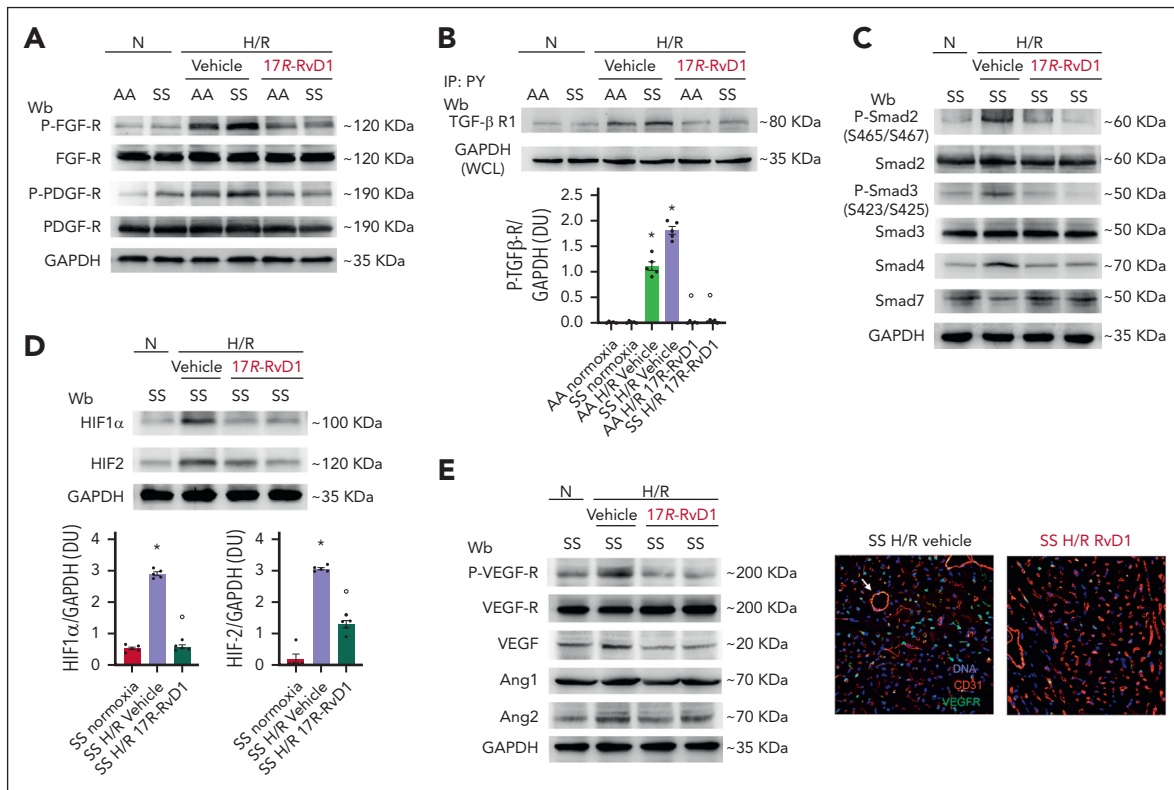 A
N H/R
Vehicle 17R-RvD1
AA SS AA SS AA SS
Wb
P-FGF-R ~120 KDa
FGF-R ~120 KDa
P-PDGF-R ~190 KDa
PDGF-R ~190 KDa
GAPDH ~35 KDa
B
N H/R
Vehicle 17R-RvD1
IP: PY
AA SS AA SS AA SS
Wb
TGF-β R1 ~80 KDa
GAPDH ~35 KDa
(WCL)
P-TGFβ-R/
GAPDH (DU)
2.5
2.0
1.5
1.0
0.5
0.0
* *
AA normoxia
SS normoxia
AA H/R Vehicle
SS H/R Vehicle
AA H/R 17R-RvD1
SS H/R 17R-RvD1
C
N H/R
Vehicle 17R-RvD1
Wb SS SS SS SS
P-Smad2
(S465/S467) ~60 KDa
Smad2 ~60 KDa
P-Smad3
(S423/S425) ~50 KDa
Smad3 ~50 KDa
Smad4 ~70 KDa
Smad7 ~50 KDa
GAPDH ~35 KDa
D
N H/R
Vehicle 17R-RvD1
Wb SS SS SS SS
HIF1α ~100 KDa
HIF2 ~120 KDa
GAPDH ~35 KDa
HIF1α/GAPDH (DU)
4
3
2
1
0
*
SS normoxia
SS H/R Vehicle
SS H/R 17R-RvD1
HIF-2/GAPDH (DU)
4
3
2
1
0
*
SS normoxia
SS H/R Vehicle
SS H/R 17R-RvD1
E
N H/R
Vehicle 17R-RvD1
Wb SS SS SS SS
P-VEGF-R ~200 KDa
VEGF-R ~200 KDa
VEGF ~20 KDa
Ang1 ~70 KDa
Ang2 ~70 KDa
GAPDH ~35 KDa
SS H/R vehicle
DNA
CD31
VEGFR
SS H/R RvD1